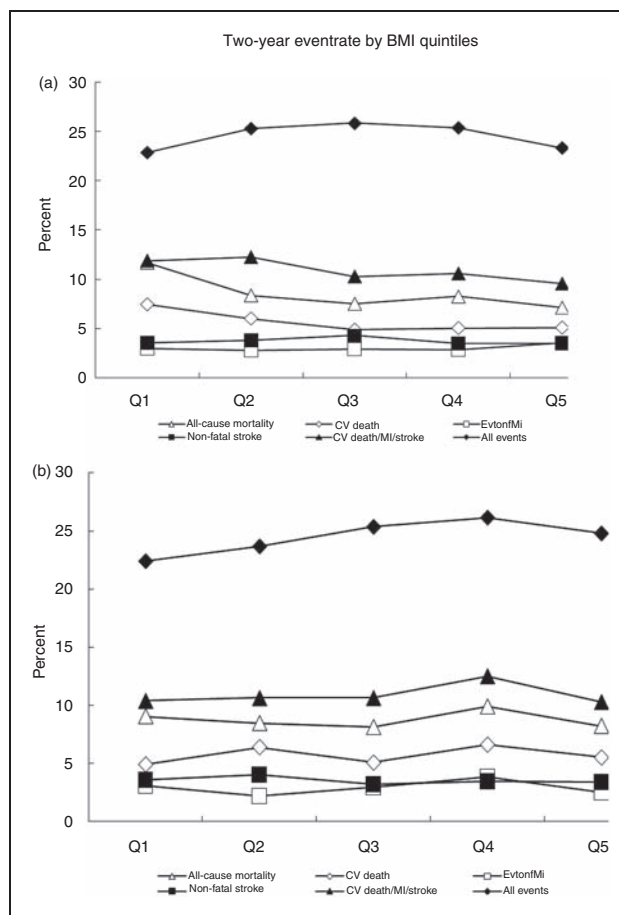 Two-year eventrate by BMI quintiles
(a)
30
25
20
15
10
5
0
Percent
Q1 Q2 Q3 Q4 Q5
All-cause mortality CV death EvtonfMi
Non-fatal stroke CV death/MI/stroke All events
(b)
30
25
20
15
10
5
0
Percent
Q1 Q2 Q3 Q4 Q5
All-cause mortality CV death EvtonfMi
Non-fatal stroke CV death/MI/stroke All events